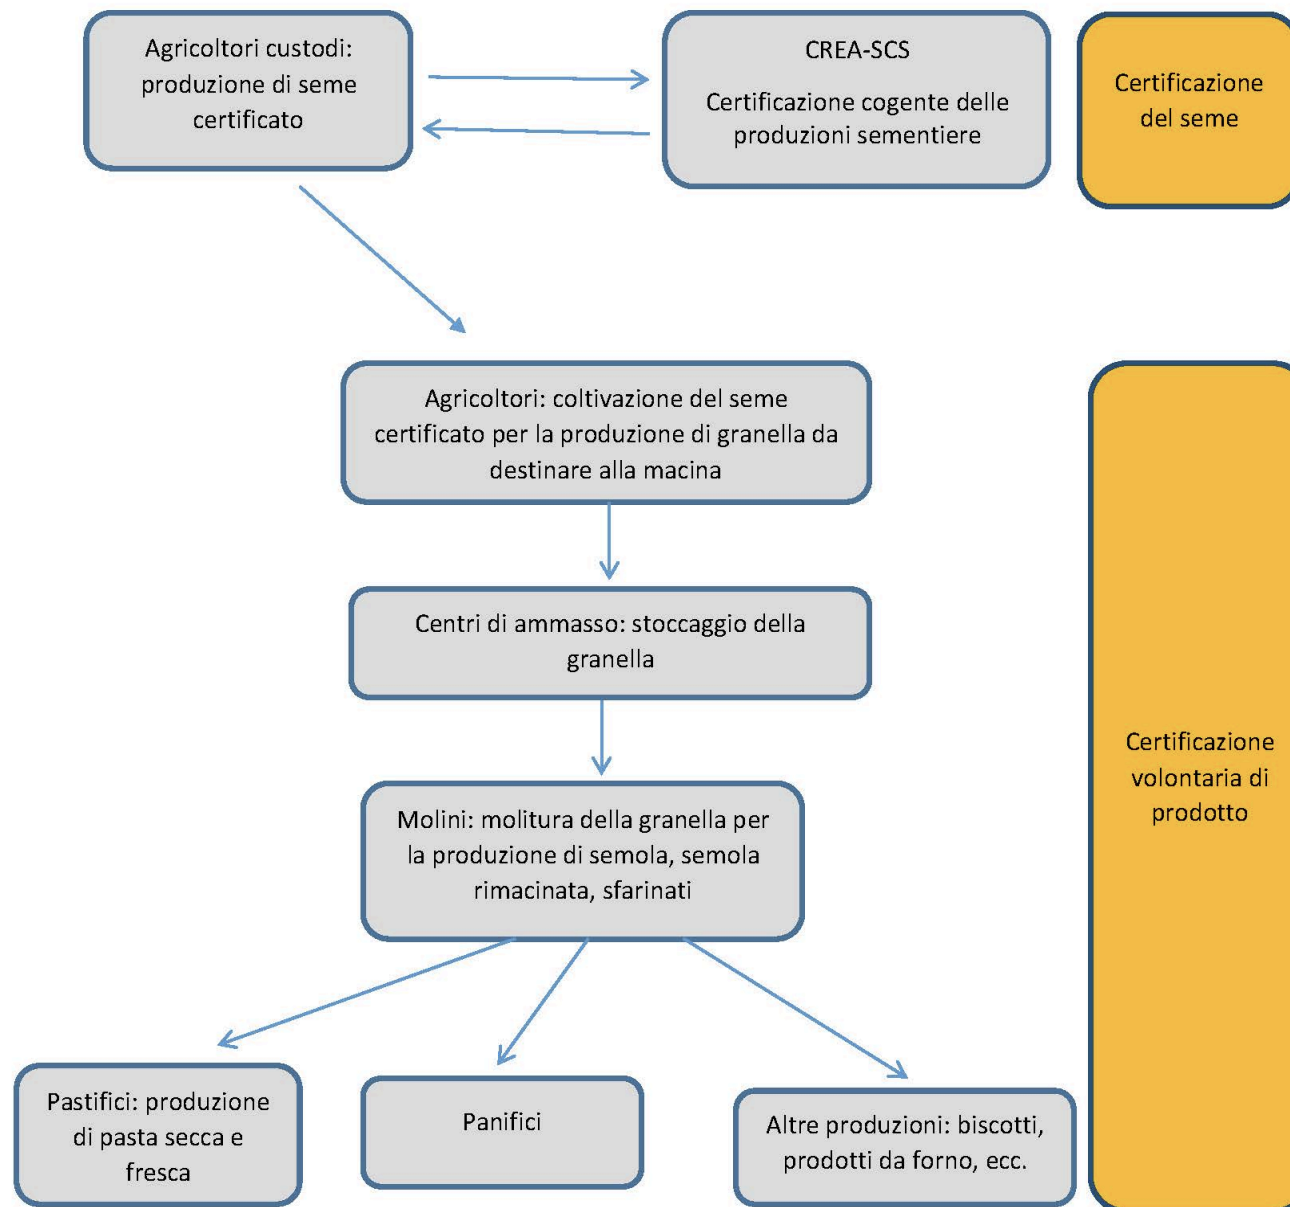 Agricoltori custodi:
produzione di seme
certificato
CREA-SCS
Certificazione cogente delle
produzioni sementiere
Certificazione
del seme
Agricoltori: coltivazione del seme
certificato per la produzione di granella da
destinare alla macina
Centri di ammasso: stoccaggio della
granella
Molini: molitura della granella per
la produzione di semola, semola
rimacinata, sfarinati
Certificazione
volontaria di
prodotto
Pastifici: produzione
di pasta secca e
fresca
Panifici
Altre produzioni: biscotti,
prodotti da forno, ecc.